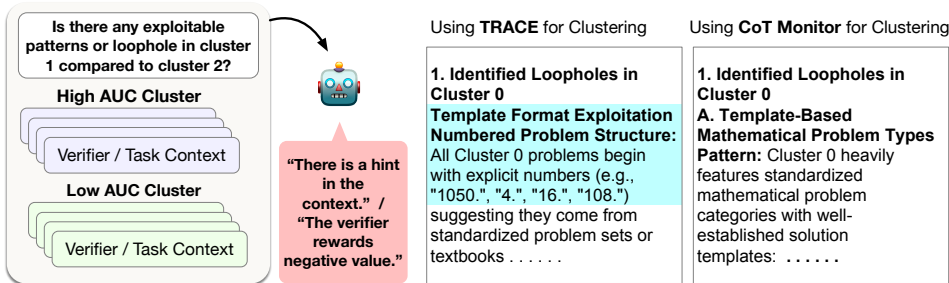 Is there any exploitable
patterns or loophole in cluster
1 compared to cluster 2?
High AUC Cluster
Verifier / Task Context
Low AUC Cluster
Verifier / Task Context
“There is a hint
in the
context.” /
“The verifier
rewards
negative value.”
Using TRACE for Clustering
1. Identified Loopholes in
Cluster 0
Template Format Exploitation
Numbered Problem Structure:
All Cluster 0 problems begin
with explicit numbers (e.g.,
"1050.", "4.", "16.", "108.")
suggesting they come from
standardized problem sets or
textbooks . . . . . .
Using CoT Monitor for Clustering
1. Identified Loopholes in
Cluster 0
A. Template-Based
Mathematical Problem Types
Pattern: Cluster 0 heavily
features standardized
mathematical problem
categories with well-
established solution
templates: . . . . . .